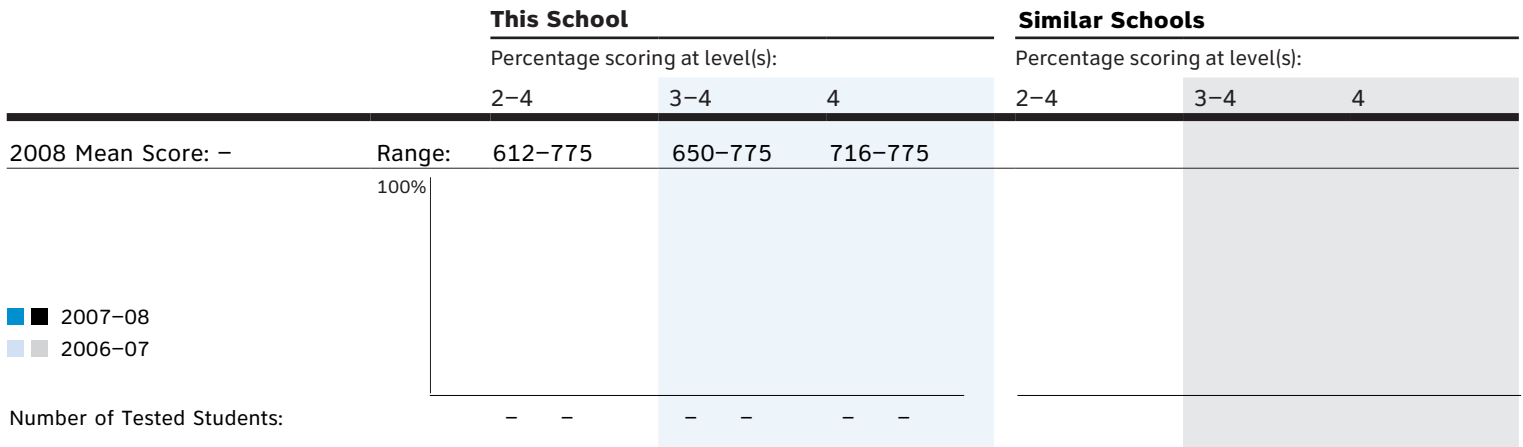 This School Similar Schools
Percentage scoring at level(s): Percentage scoring at level(s):
2–4 3–4 4 2–4 3–4 4
2008 Mean Score: – Range: 612–775 650–775 716–775
100%
2007–08
2006–07
Number of Tested Students: – – – – – –